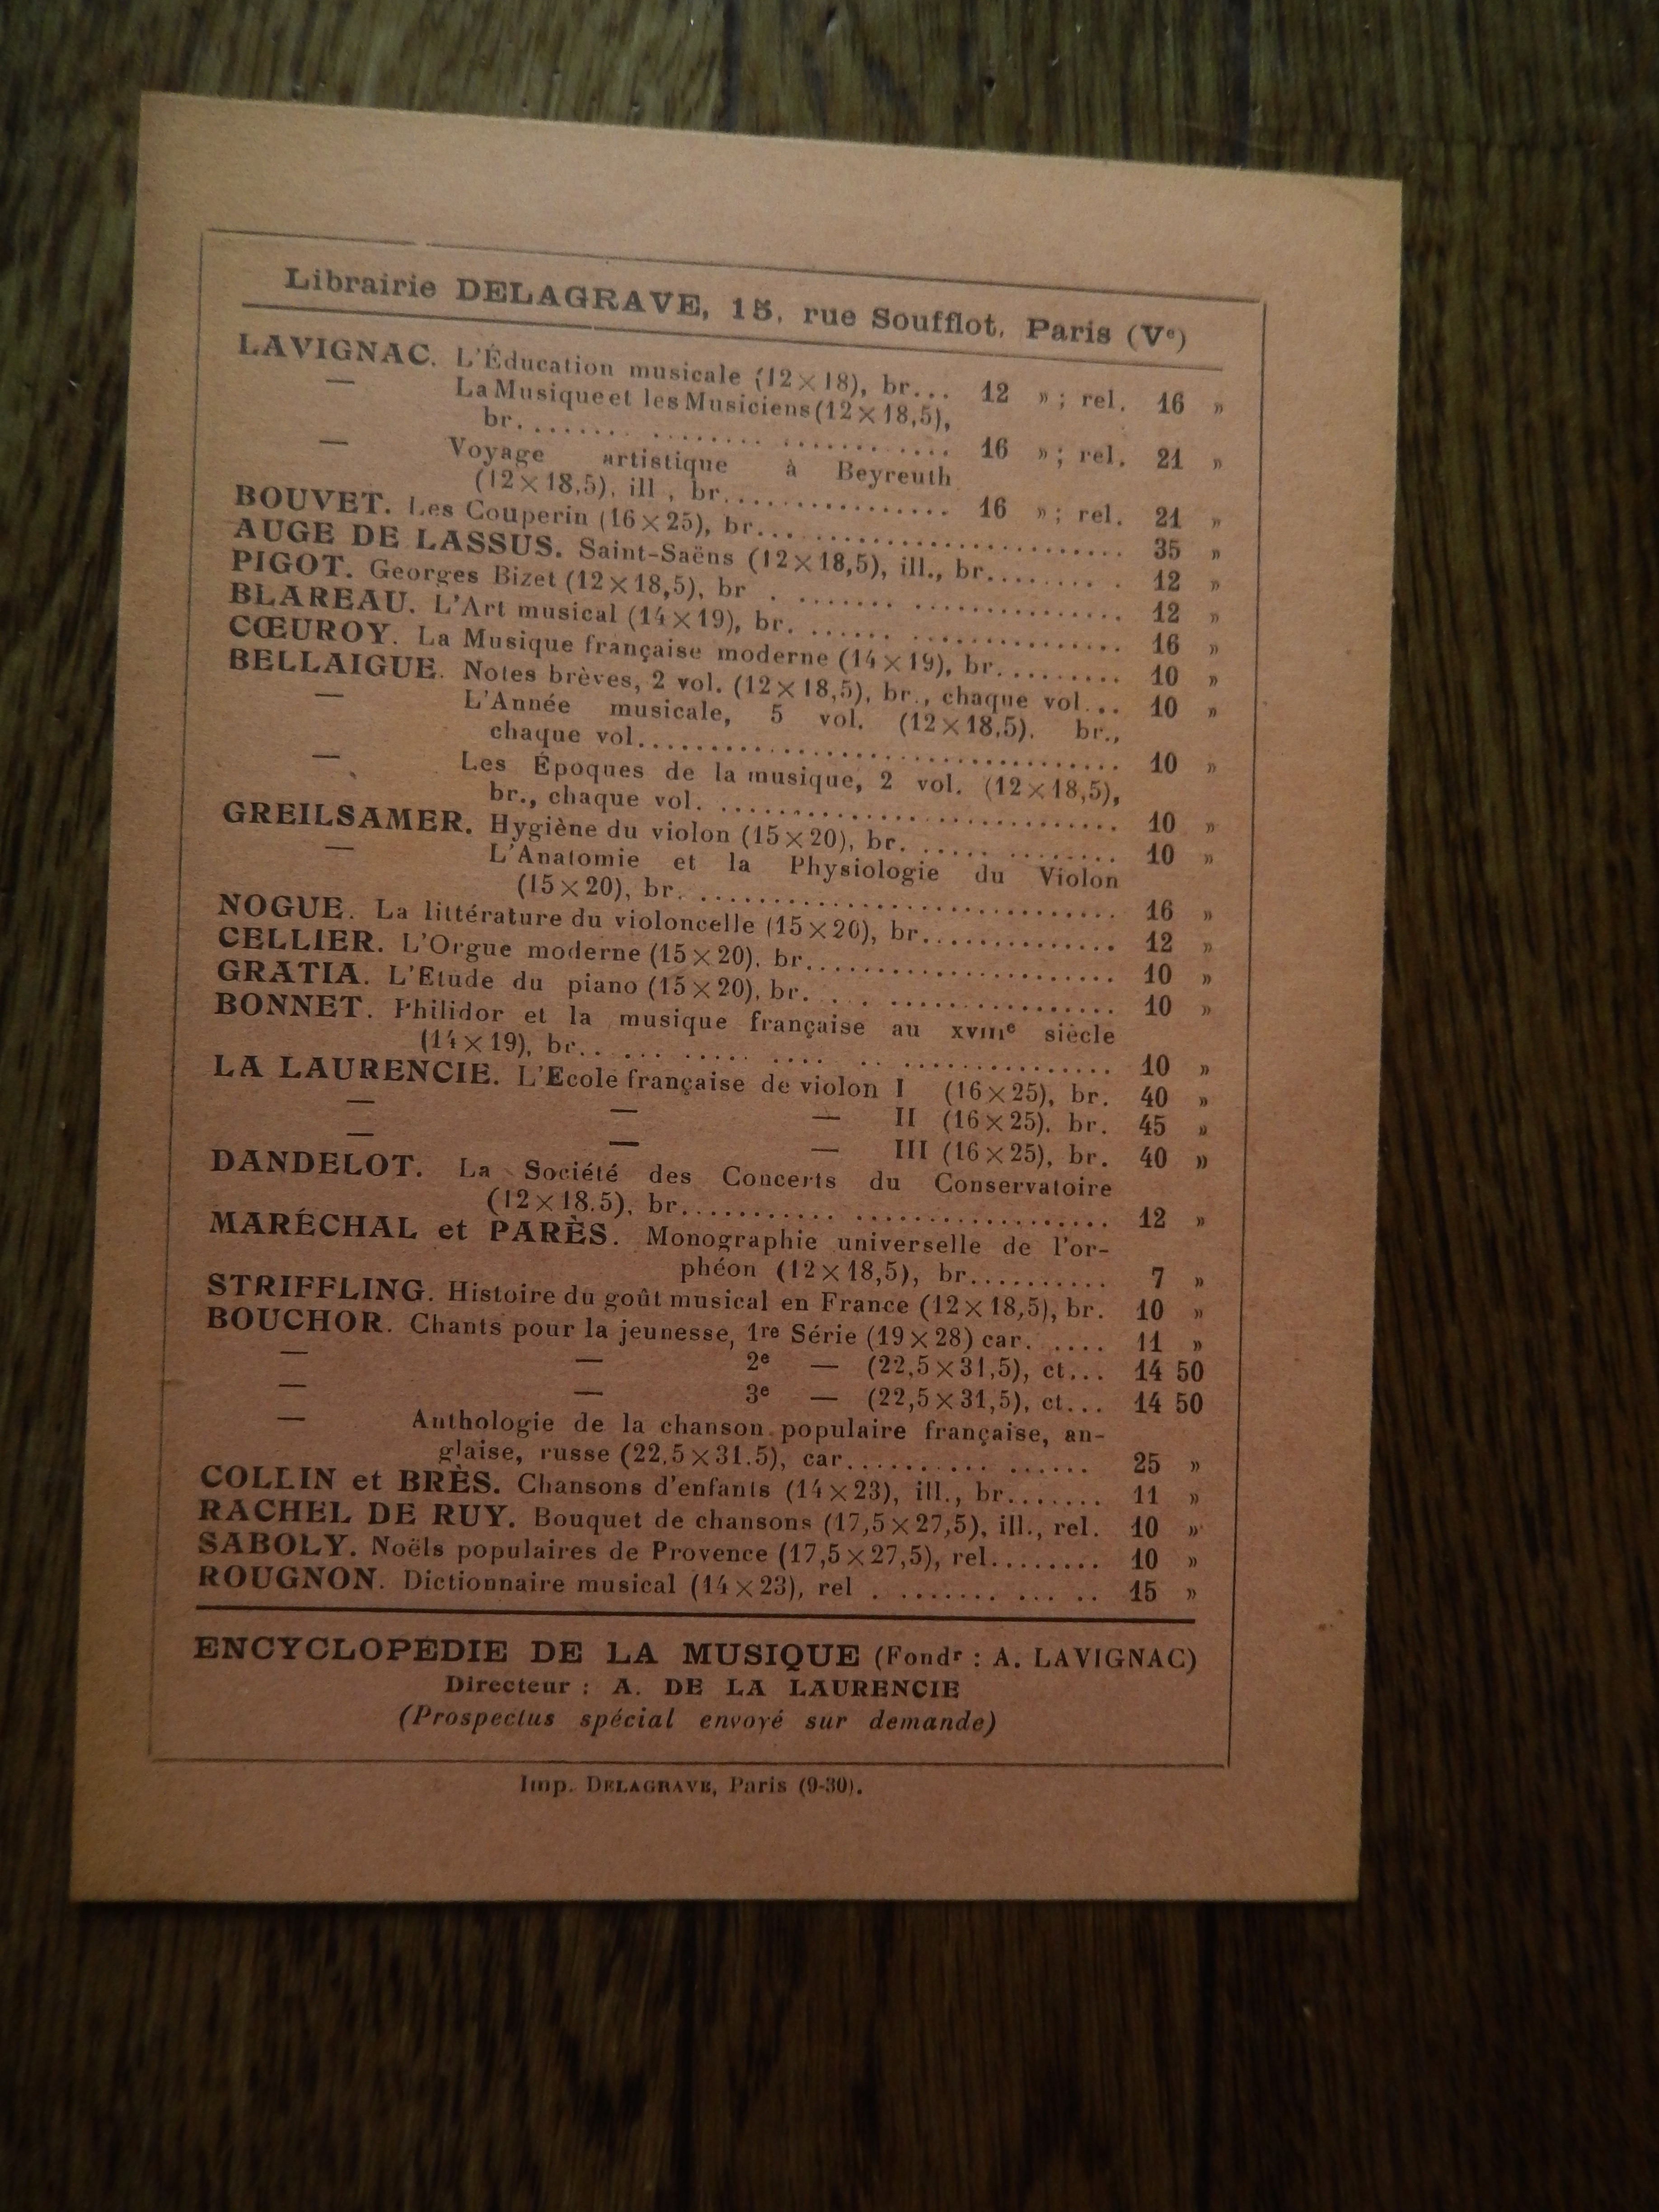 Librairie DELAGRAVE, 15, rue Soufflot, Paris (Vᵉ)
LAVIGNAC. L'Éducation musicale (12×18), br... 12 » ; rel. 16 »
— La Musique et les Musiciens (12×18,5),
br. ....... ........ ............ 16 » ; rel. 21 »
— Voyage artistique à Beyreuth
(12×18,5), ill , br. .............. 16 » ; rel. 21 »
BOUVET. Les Couperin (16×25), br. .......................... 35 »
AUGE DE LASSUS. Saint-Saëns (12×18,5), ill., br. ....... . 12 »
PIGOT. Georges Bizet (12×18,5), br . ....... ............... 12 »
BLAREAU. L'Art musical (14×19), br. ...... ............... 16 »
CŒUROY. La Musique française moderne (14×19), br. ........ 10 »
BELLAIGUE. Notes brèves, 2 vol. (12×18,5), br., chaque vol... 10 »
— L'Année musicale, 5 vol. (12×18,5). br.,
chaque vol. ................................ 10 »
— Les Époques de la musique, 2 vol. (12×18,5),
br., chaque vol. ........................... 10 »
GREILSAMER. Hygiène du violon (15×20), br. ..... ........ 10 »
— L'Anatomie et la Physiologie du Violon
(15×20), br. ............................ 16 »
NOGUE. La littérature du violoncelle (15×20), br. ............. 12 »
CELLIER. L'Orgue moderne (15×20). br. ..................... 10 »
GRATIA. L'Etude du piano (15×20), br. . . ................ 10 »
BONNET. Philidor et la musique française au XVIIIᵉ siècle
(14×19), br. . ... ..... .... .. ............... 10 »
LA LAURENCIE. L'Ecole française de violon I (16×25), br. 40 »
— — — II (16×25). br. 45 »
— — — III (16×25), br. 40 »
DANDELOT. La Société des Concerts du Conservatoire
(12×18.5), br. .......... .................. 12 »
MARÉCHAL et PARÈS. Monographie universelle de l'or-
phéon (12×18,5), br. ......... 7 »
STRIFFLING. Histoire du goût musical en France (12×18,5), br. 10 »
BOUCHOR. Chants pour la jeunesse, 1re Série (19×28) car. .... 11 »
— — 2e — (22,5×31,5), ct... 14 50
— — 3e — (22,5×31,5), ct... 14 50
— Anthologie de la chanson populaire française, an-
glaise, russe (22,5×31.5), car. ......... ...... 25 »
COLLIN et BRÈS. Chansons d'enfants (14×23), ill., br. ...... 11 »
RACHEL DE RUY. Bouquet de chansons (17,5×27,5), ill., rel. 10 »
SABOLY. Noëls populaires de Provence (17,5×27,5), rel. ....... 10 »
ROUGNON. Dictionnaire musical (14×23), rel . ....... ... .. 15 »
ENCYCLOPÉDIE DE LA MUSIQUE (Fondʳ : A. LAVIGNAC)
Directeur : A. DE LA LAURENCIE
(Prospectus spécial envoyé sur demande)
Imp. DELAGRAVE, Paris (9-30).